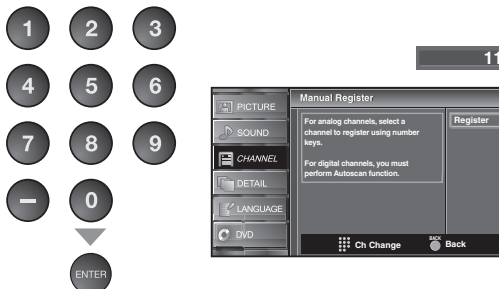 1 2 3
4 5 6
7 8 9
- 0
ENTER
11
Manual Register
PICTURE
SOUND
CHANNEL
DETAIL
LANGUAGE
DVD
For analog channels, select a
channel to register using number
keys.
For digital channels, you must
perform Autoscan function.
Register
Ch Change
BACK
Back